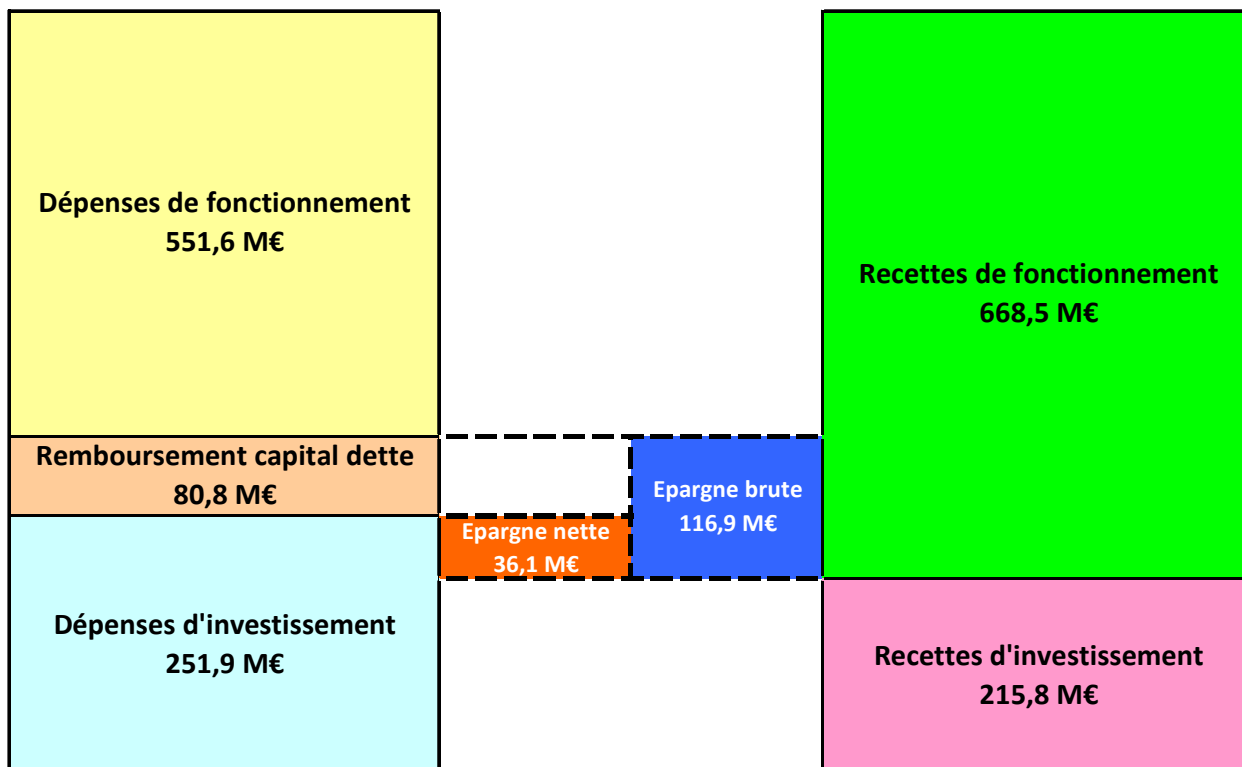 Dépenses de fonctionnement
551,6 M€
Recettes de fonctionnement
668,5 M€
Remboursement capital dette
80,8 M€
Epargne brute
116,9 M€
Epargne nette
36,1 M€
Dépenses d'investissement
251,9 M€
Recettes d'investissement
215,8 M€